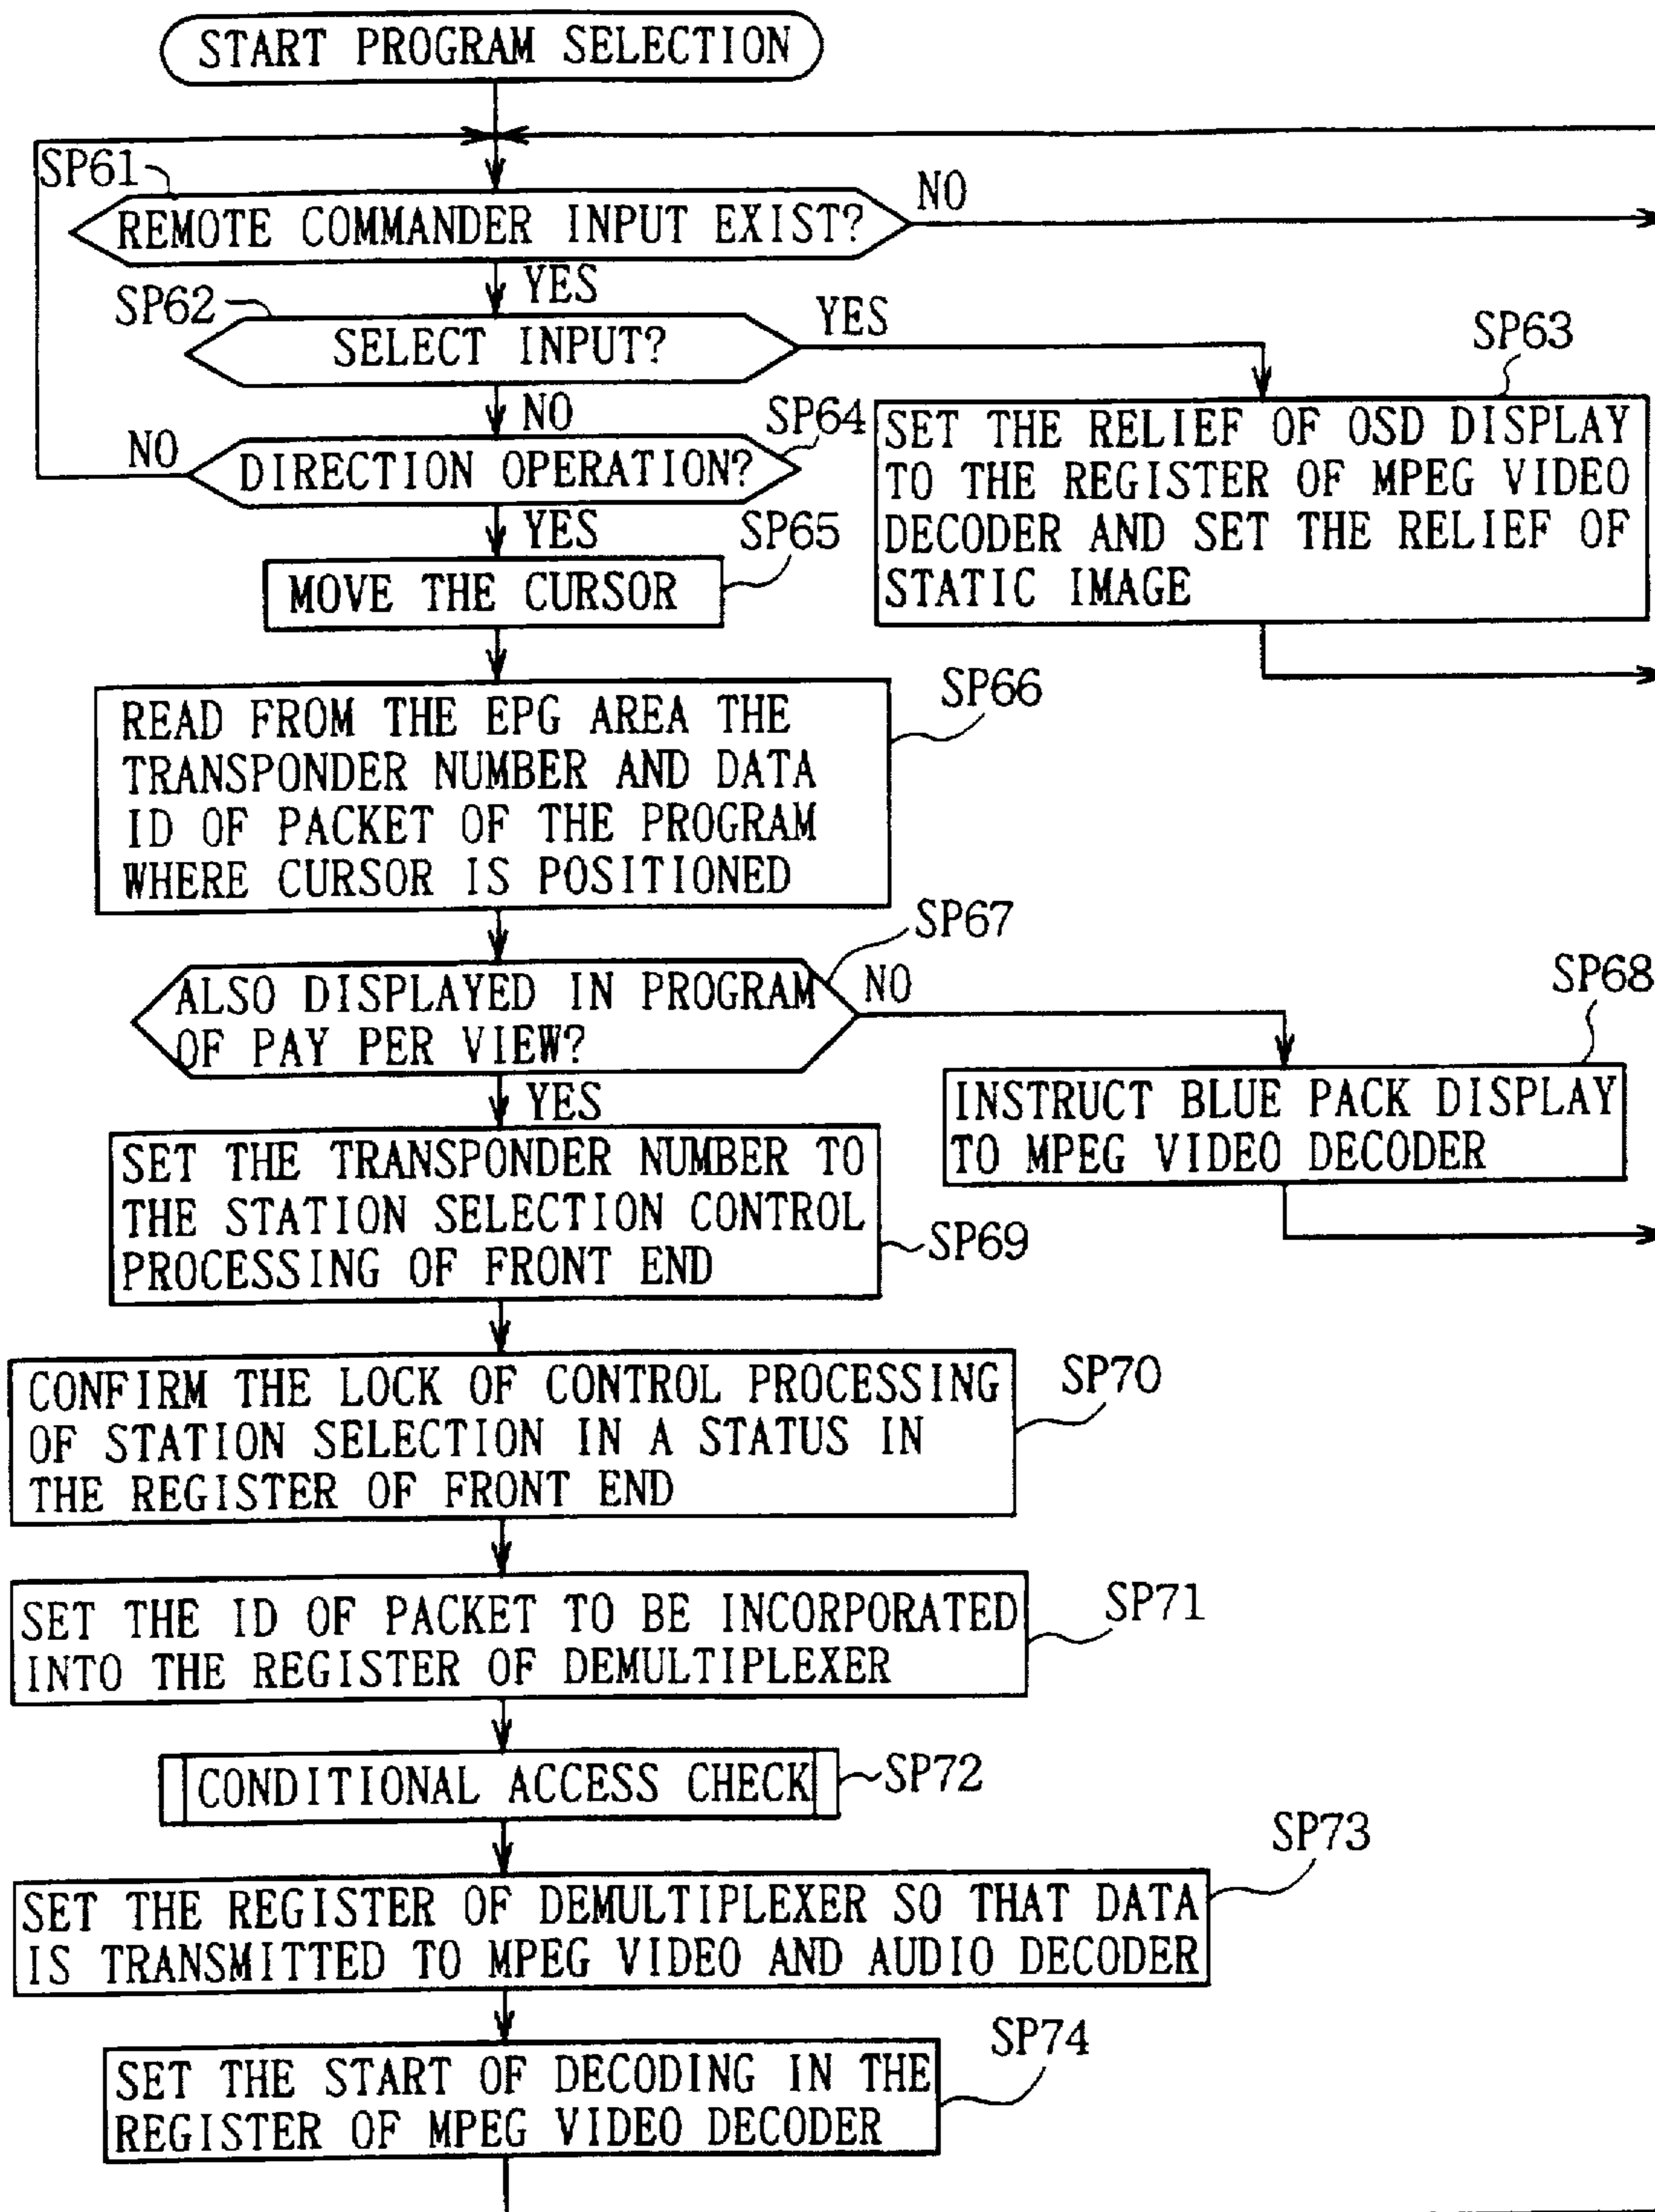 START PROGRAM SELECTION
SP61
REMOTE COMMANDER INPUT EXIST?
NO
YES
SP62
SELECT INPUT?
YES
SP63
SET THE RELIEF OF OSD DISPLAY
TO THE REGISTER OF MPEG VIDEO
DECODER AND SET THE RELIEF OF
STATIC IMAGE
NO
SP64
NO
DIRECTION OPERATION?
YES
SP65
MOVE THE CURSOR
SP66
READ FROM THE EPG AREA THE
TRANSPONDER NUMBER AND DATA
ID OF PACKET OF THE PROGRAM
WHERE CURSOR IS POSITIONED
SP67
ALSO DISPLAYED IN PROGRAM
OF PAY PER VIEW?
NO
SP68
INSTRUCT BLUE PACK DISPLAY
TO MPEG VIDEO DECODER
YES
SET THE TRANSPONDER NUMBER TO
THE STATION SELECTION CONTROL
PROCESSING OF FRONT END
SP69
CONFIRM THE LOCK OF CONTROL PROCESSING
OF STATION SELECTION IN A STATUS IN
THE REGISTER OF FRONT END
SP70
SET THE ID OF PACKET TO BE INCORPORATED
INTO THE REGISTER OF DEMULTIPLEXER
SP71
CONDITIONAL ACCESS CHECK
SP72
SP73
SET THE REGISTER OF DEMULTIPLEXER SO THAT DATA
IS TRANSMITTED TO MPEG VIDEO AND AUDIO DECODER
SP74
SET THE START OF DECODING IN THE
REGISTER OF MPEG VIDEO DECODER